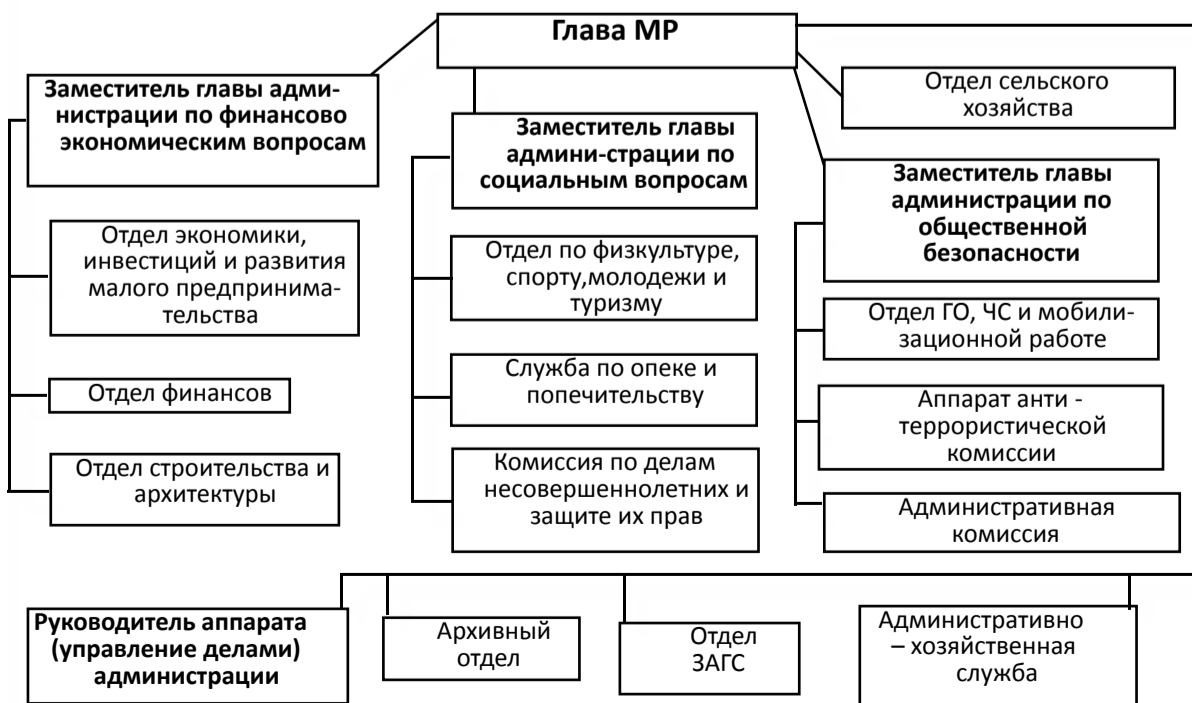 Глава МР
Заместитель главы адми-
нистрации по финансово
экономическим вопросам
Отдел экономики,
инвестиций и развития
малого предпринима-
тельства
Отдел финансов
Отдел строительства и
архитектуры
Заместитель главы
админи-страции по
социальным вопросам
Отдел по физкультуре,
спорту,молодежи и
туризму
Служба по опеке и
попечительству
Комиссия по делам
несовершеннолетних и
защите их прав
Отдел сельского
хозяйства
Заместитель главы
администрации по
общественной
безопасности
Отдел ГО, ЧС и мобили-
зационной работе
Аппарат анти -
террористической
комиссии
Административная
комиссия
Руководитель аппарата
(управление делами)
администрации
Архивный
отдел
Отдел
ЗАГС
Административно
– хозяйственная
служба